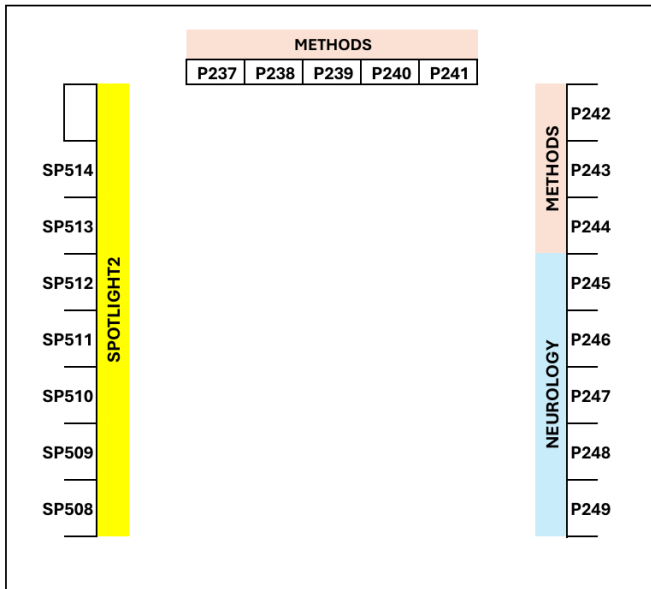 METHODS
P237 P238 P239 P240 P241
SPOTLIGHT2
SP514
SP513
SP512
SP511
SP510
SP509
SP508
METHODS
P242
P243
P244
NEUROLOGY
P245
P246
P247
P248
P249